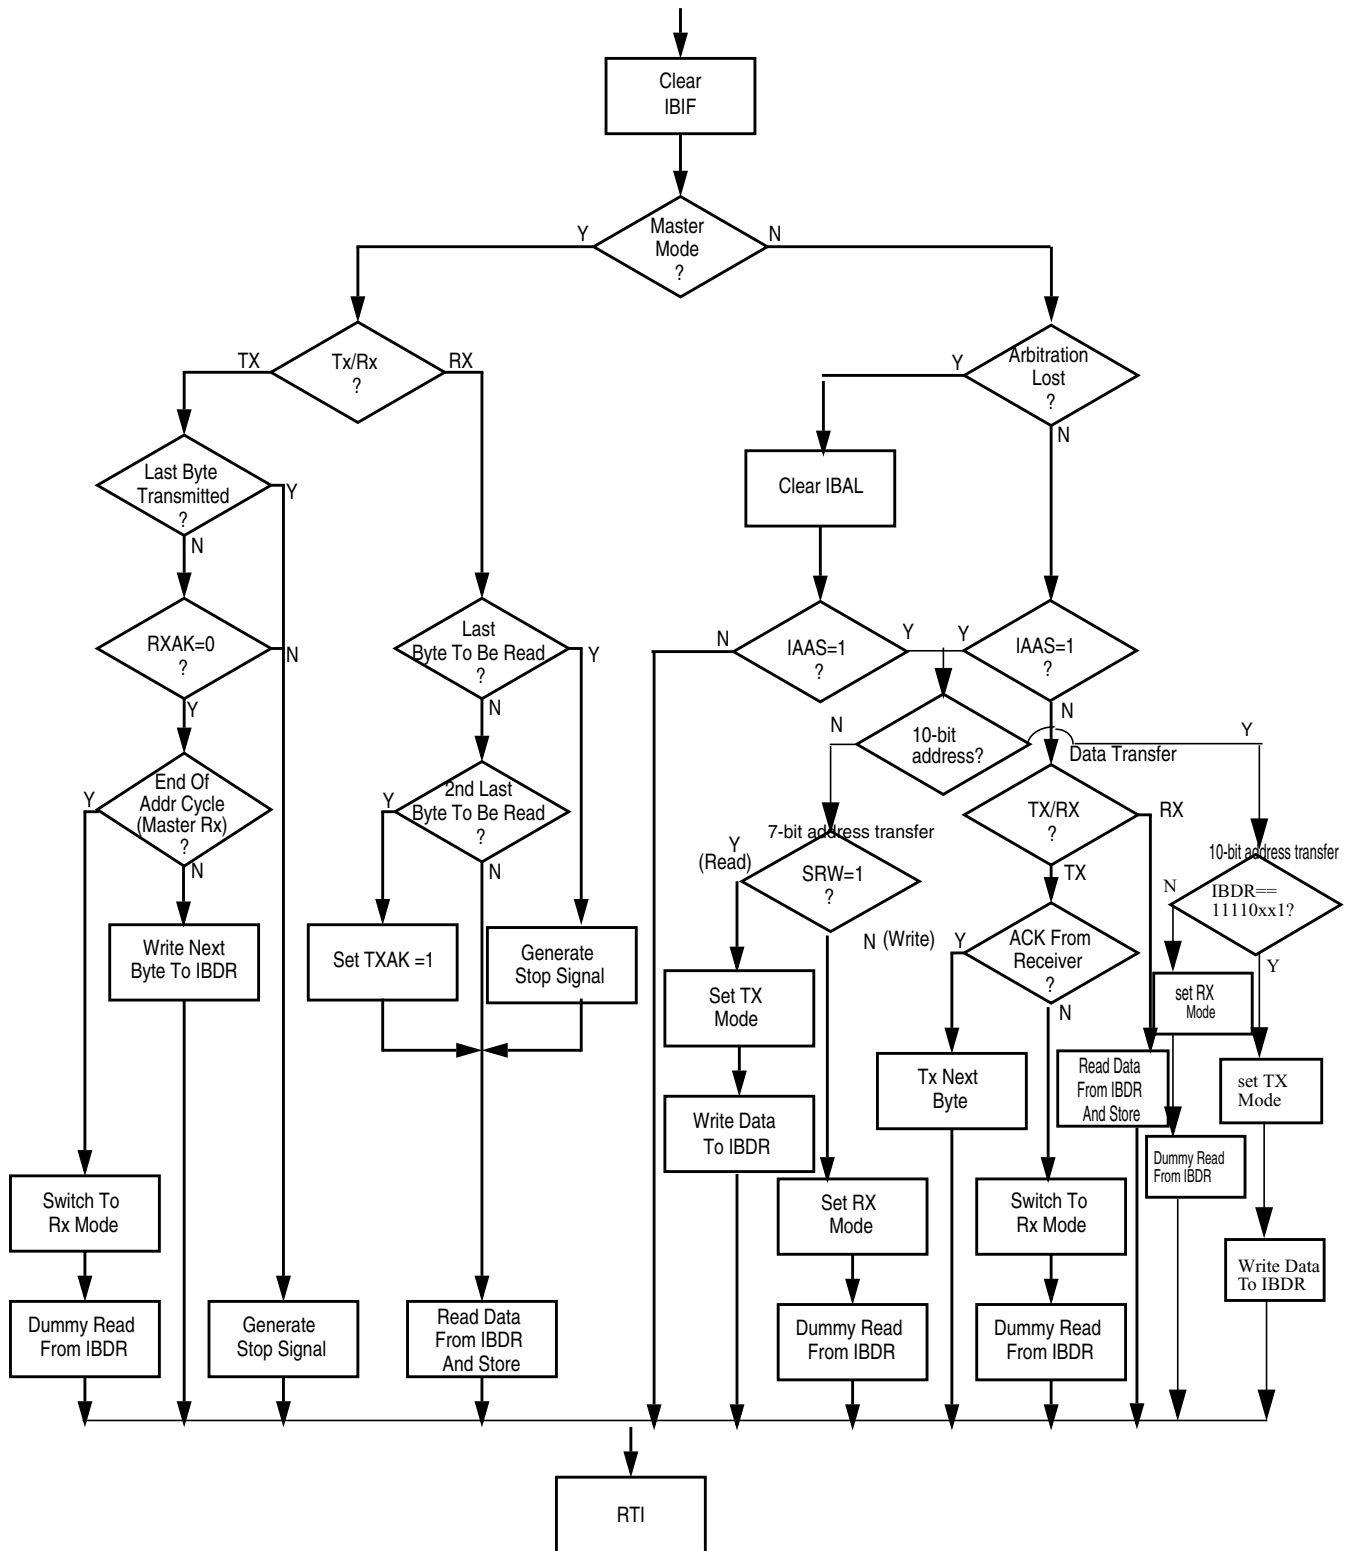 Clear
IBIF
Y
Master
Mode
?
N
TX
Tx/Rx
?
RX
Y
Arbitration
Lost
?
N
Last Byte
Transmitted
?
Y
N
Clear IBAL
RXAK=0
?
N
Y
Last
Byte To Be Read
?
Y
N
N
IAAS=1
?
Y
Y
IAAS=1
?
N
N
10-bit
address?
Y
Data Transfer
Y
End Of
Addr Cycle
(Master Rx)
?
N
Y
2nd Last
Byte To Be Read
?
N
7-bit address transfer
Y
(Read)
SRW=1
?
N (Write)
TX/RX
?
RX
TX
10-bit address transfer
N
IBDR==
11110xx1?
Y
Write Next
Byte To IBDR
Set TXAK =1
Generate
Stop Signal
Y
ACK From
Receiver
?
N
Set TX
Mode
set RX
Mode
Tx Next
Byte
Read Data
From IBDR
And Store
set TX
Mode
Write Data
To IBDR
Dummy Read
From IBDR
Switch To
Rx Mode
Set RX
Mode
Switch To
Rx Mode
Write Data
To IBDR
Dummy Read
From IBDR
Generate
Stop Signal
Read Data
From IBDR
And Store
Dummy Read
From IBDR
Dummy Read
From IBDR
RTI